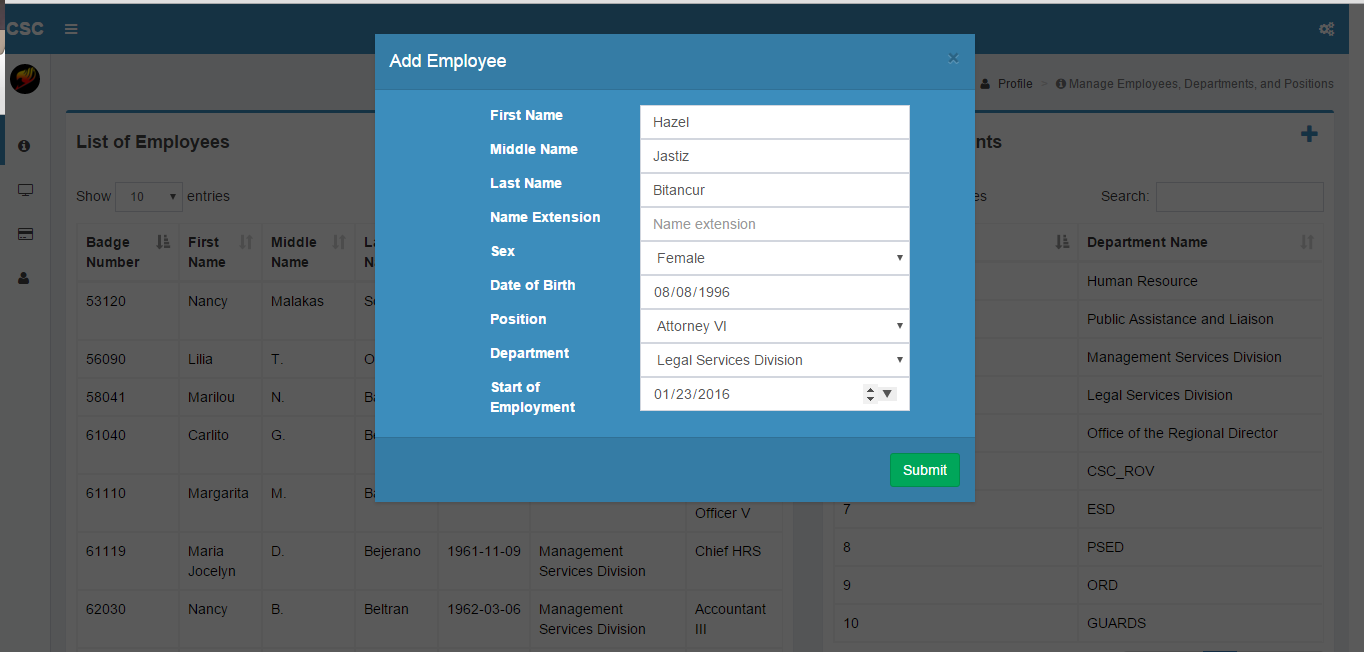 CSC
Profile > Manage Employees, Departments, and Positions
Add Employee ×
First Name Hazel
Middle Name Jastiz
Last Name Bitancur
Name Extension Name extension
Sex Female
Date of Birth 08/08/1996
Position Attorney VI
Department Legal Services Division
Start of
Employment 01/23/2016
Submit
List of Employees
Show 10 entries
Badge
Number
First
Name
Middle
Name
53120 Nancy Malakas
56090 Lilia T.
58041 Marilou N.
61040 Carlito G.
61110 Margarita M.
Officer V
61119 Maria
Jocelyn D. Bejerano 1961-11-09 Management
Services Division Chief HRS
62030 Nancy B. Beltran 1962-03-06 Management
Services Division Accountant
III
nts
es Search:
Department Name
Human Resource
Public Assistance and Liaison
Management Services Division
Legal Services Division
Office of the Regional Director
CSC_ROV
7 ESD
8 PSED
9 ORD
10 GUARDS